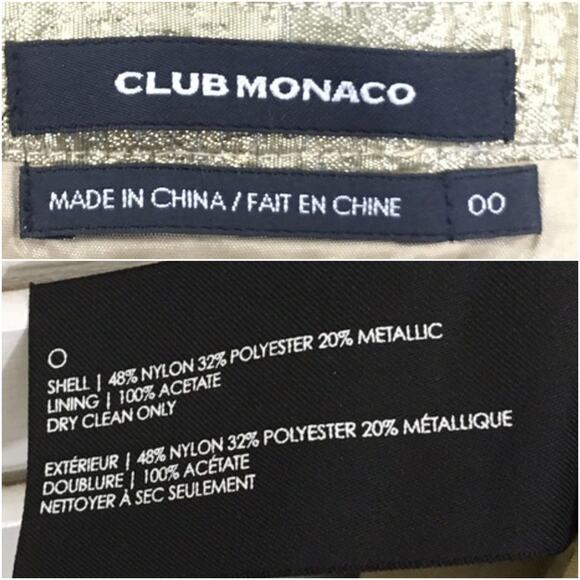 CLUB MONACO
MADE IN CHINA / FAIT EN CHINE 00
O
SHELL | 48% NYLON 32% POLYESTER 20% METALLIC
LINING | 100% ACETATE
DRY CLEAN ONLY
EXTÉRIEUR | 48% NYLON 32% POLYESTER 20% MÉTALLIQUE
DOUBLURE | 100% ACÉTATE
NETTOYER À SEC SEULEMENT